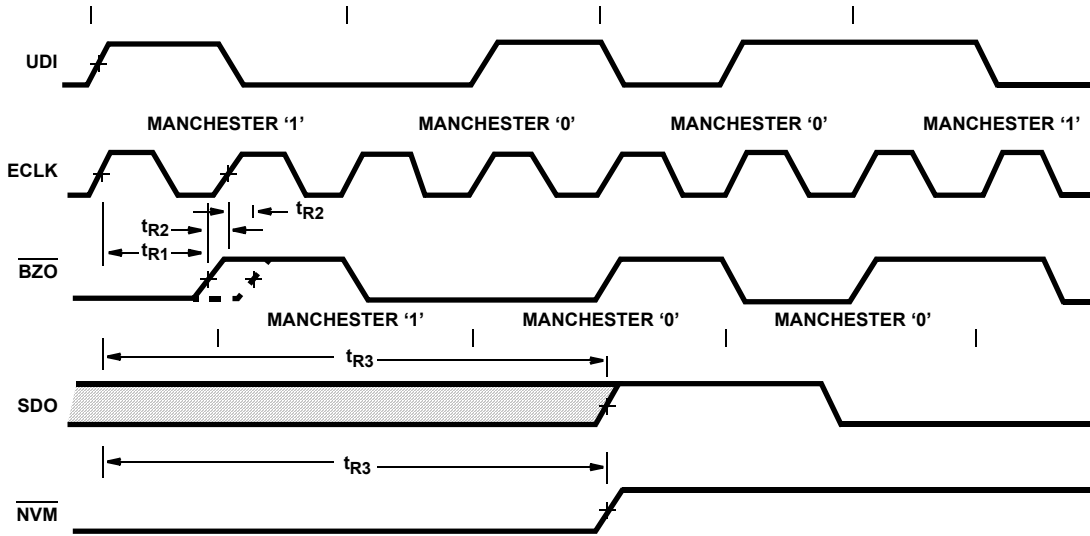 UDI
MANCHESTER ‘1’ MANCHESTER ‘0’ MANCHESTER ‘0’ MANCHESTER ‘1’
ECLK
tR2
tR2
tR1
BZO
MANCHESTER ‘1’ MANCHESTER ‘0’ MANCHESTER ‘0’
tR3
SDO
tR3
NVM